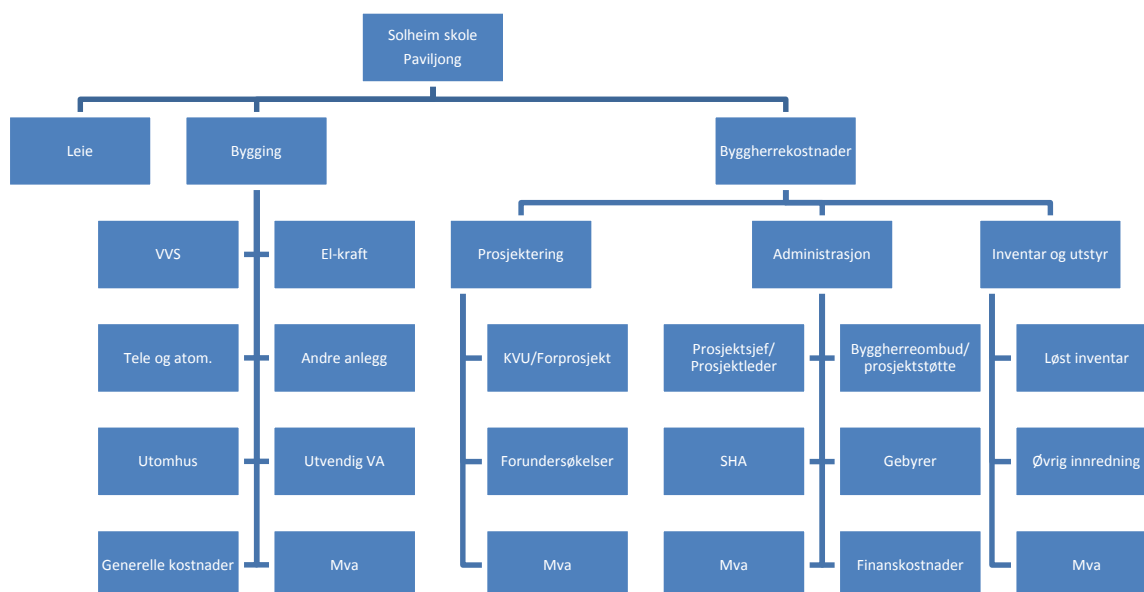 Solheim skole
Paviljong
Leie
Bygging
Byggherrekostnader
VVS
El-kraft
Prosjektering
Administrasjon
Inventar og utstyr
Tele og atom.
Andre anlegg
KVU/Forprosjekt
Prosjektsjef/
Prosjektleder
Byggherreombud/
prosjektstøtte
Løst inventar
Utomhus
Utvendig VA
Forundersøkelser
SHA
Gebyrer
Øvrig innredning
Generelle kostnader
Mva
Mva
Mva
Finanskostnader
Mva